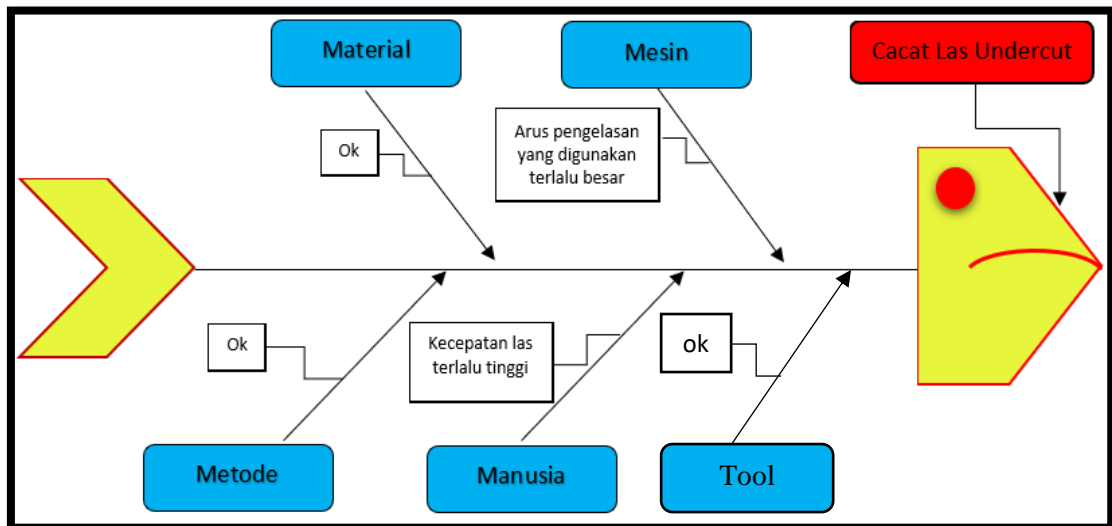 Material
Mesin
Cacat Las Undercut
Ok
Arus pengelasan
yang digunakan
terlalu besar
Ok
Kecepatan las
terlalu tinggi
ok
Metode
Manusia
Tool